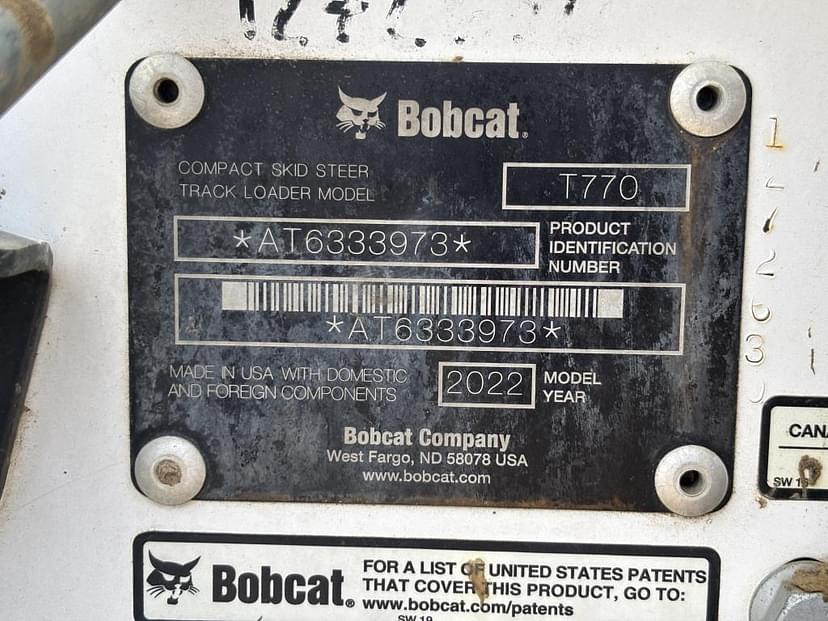 Bobcat®
COMPACT SKID STEER
TRACK LOADER MODEL
T770
*AT6333973*
PRODUCT
IDENTIFICATION
NUMBER
*AT6333973*
MADE IN USA WITH DOMESTIC
AND FOREIGN COMPONENTS
2022
MODEL
YEAR
Bobcat Company
West Fargo, ND 58078 USA
www.bobcat.com
Bobcat®
FOR A LIST OF UNITED STATES PATENTS
THAT COVER THIS PRODUCT, GO TO:
www.bobcat.com/patents
SW 19